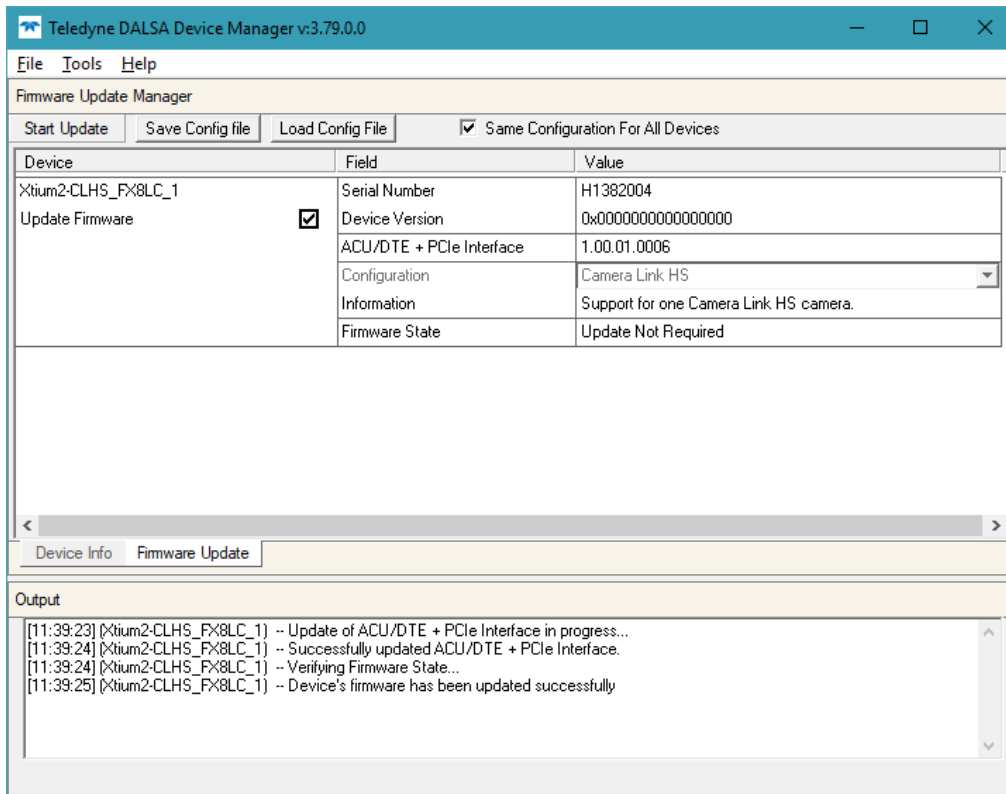 Teledyne DALSA Device Manager v:3.79.0.0
File Tools Help
Firmware Update Manager
Start Update Save Config file Load Config File Same Configuration For All Devices
Device Field Value
Xtium2-CLHS_FX8LC_1 Serial Number H1382004
Update Firmware Device Version 0x0000000000000000
ACU/DTE + PCIe Interface 1.00.01.0006
Configuration Camera Link HS
Information Support for one Camera Link HS camera.
Firmware State Update Not Required
Device Info Firmware Update
Output
[11:39:23] (Xtium2-CLHS_FX8LC_1) -- Update of ACU/DTE + PCIe Interface in progress...
[11:39:24] (Xtium2-CLHS_FX8LC_1) -- Successfully updated ACU/DTE + PCIe Interface.
[11:39:24] (Xtium2-CLHS_FX8LC_1) -- Verifying Firmware State...
[11:39:25] (Xtium2-CLHS_FX8LC_1) -- Device's firmware has been updated successfully